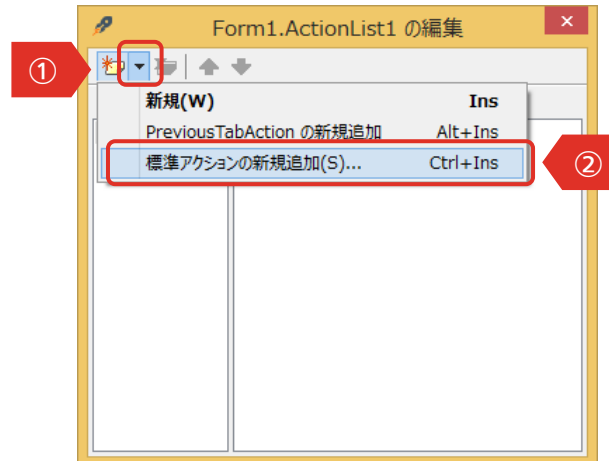 Form1.ActionList1 の編集
①
新規(W) Ins
PreviousTabAction の新規追加 Alt+Ins
標準アクションの新規追加(S)... Ctrl+Ins
②